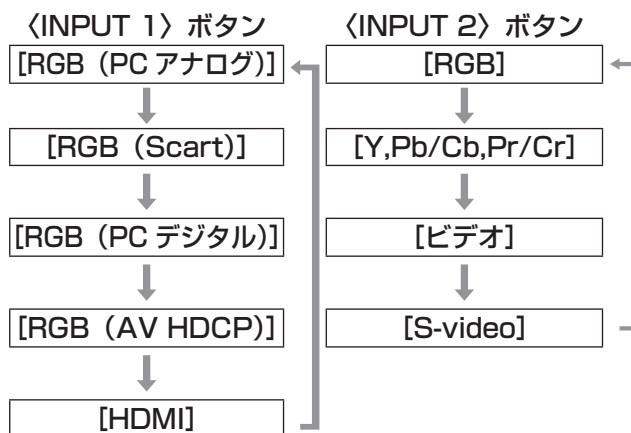 〈INPUT 1〉ボタン
[RGB（PC アナログ）]
[RGB（Scart）]
[RGB（PC デジタル）]
[RGB（AV HDCP）]
[HDMI]
〈INPUT 2〉ボタン
[RGB]
[Y,Pb/Cb,Pr/Cr]
[ビデオ]
[S-video]